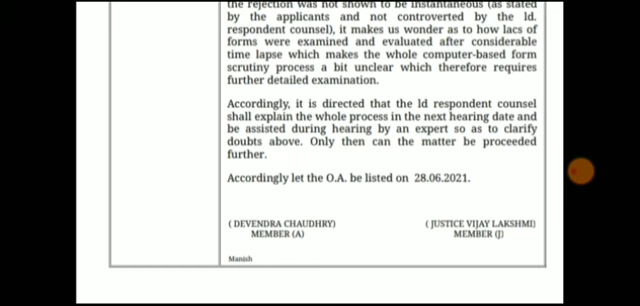 the rejection was not shown to be instantaneous (as stated
by the applicants and not controverted by the ld.
respondent counsel), it makes us wonder as to how lacs of
forms were examined and evaluated after considerable
time lapse which makes the whole computer-based form
scrutiny process a bit unclear which therefore requires
further detailed examination.
Accordingly, it is directed that the ld respondent counsel
shall explain the whole process in the next hearing date and
be assisted during hearing by an expert so as to clarify
doubts above. Only then can the matter be proceeded
further.
Accordingly let the O.A. be listed on 28.06.2021.
( DEVENDRA CHAUDHRY) ( JUSTICE VIJAY LAKSHMI)
MEMBER (A) MEMBER (J)
Manish